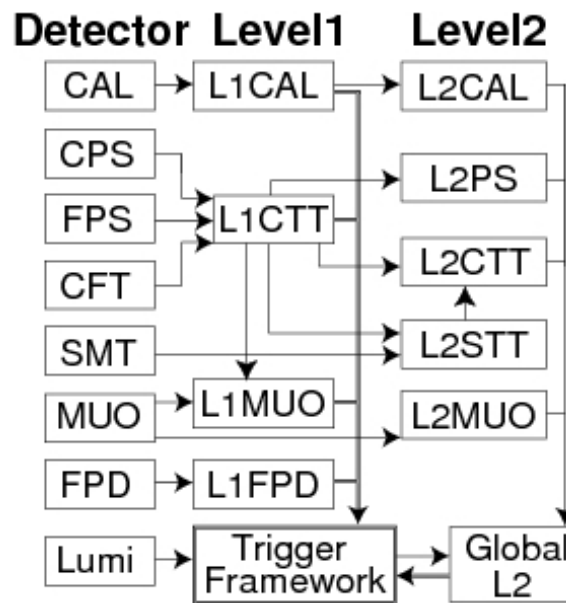 Detector Level1 Level2
CAL L1CAL L2CAL
CPS
L2PS
FPS L1CTT
L2CTT
CFT
SMT L2STT
L1MUO
MUO L2MUO
FPD L1FPD
Lumi
Trigger
Framework
Global
L2